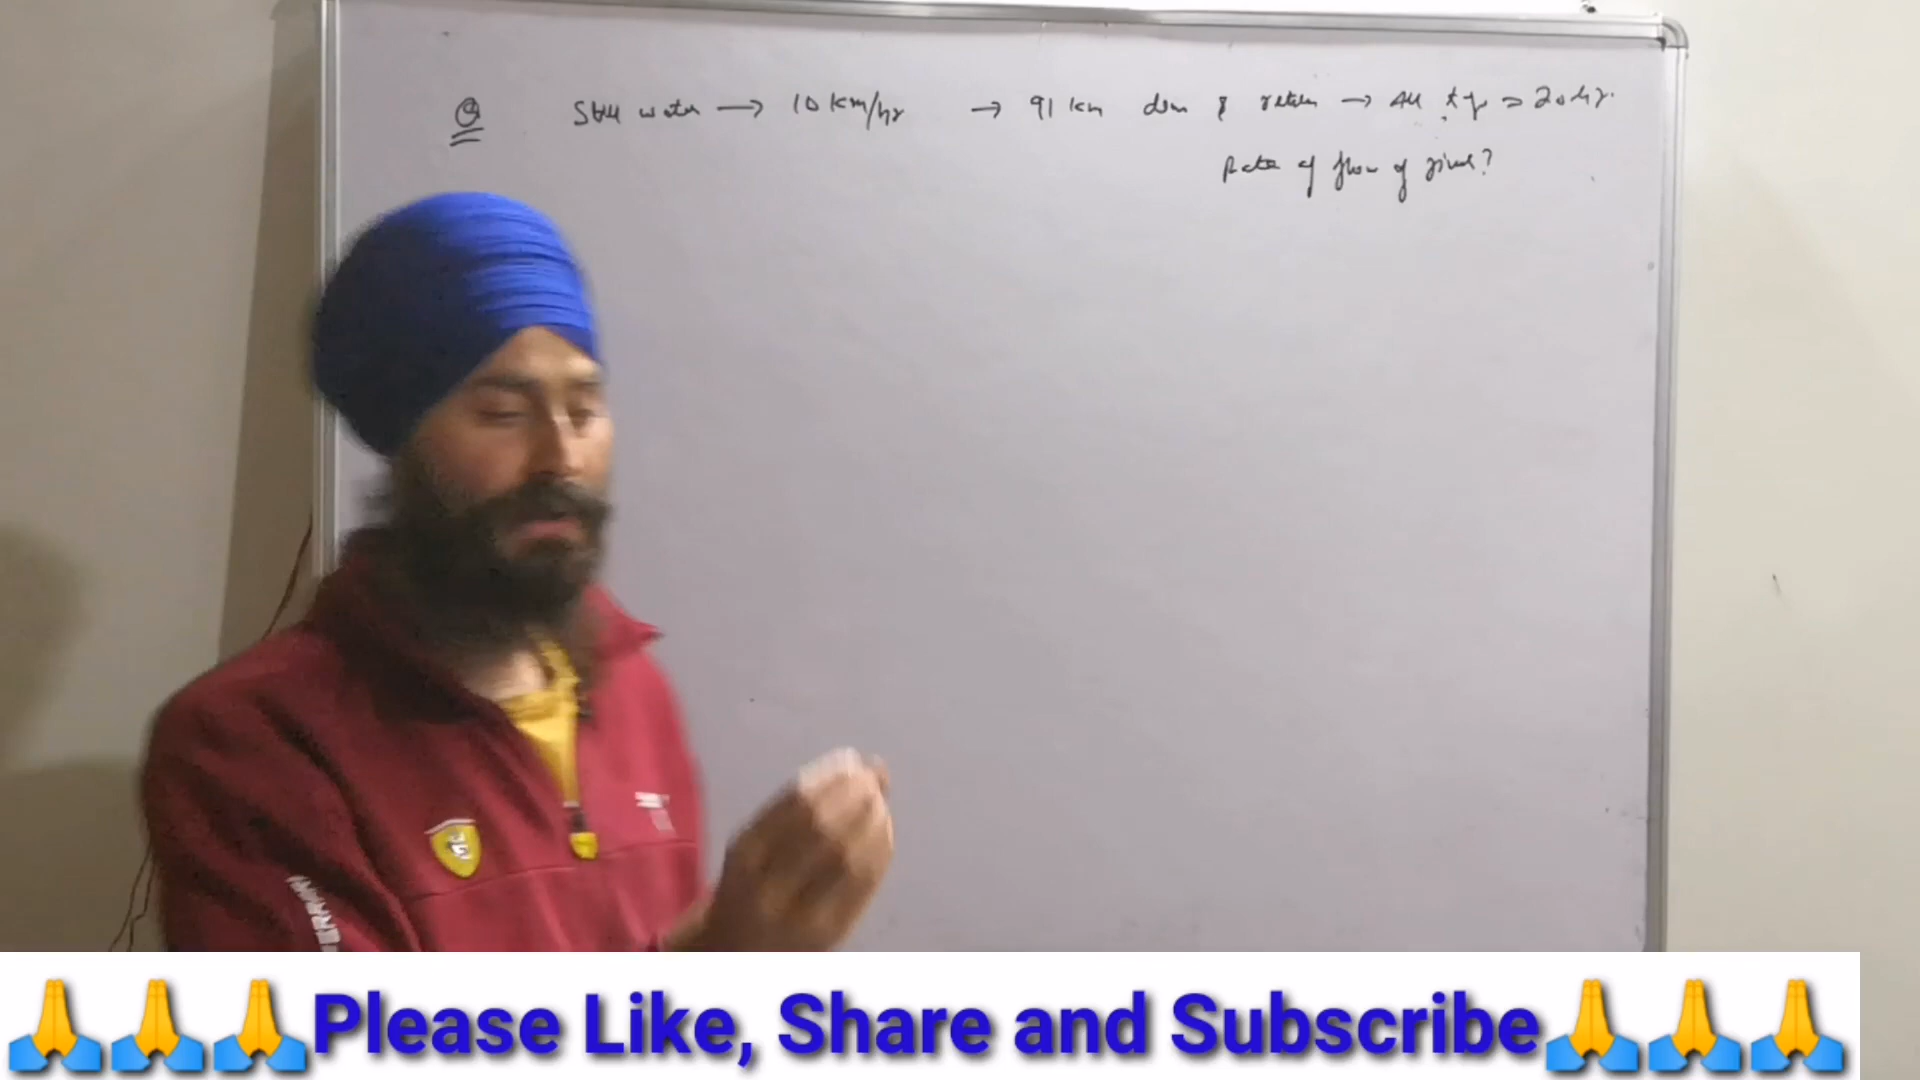 Q Still water → 10 km/hr → 91 km down & return → All trip = 20 hr.
Rate of flow of river?
Please Like, Share and Subscribe